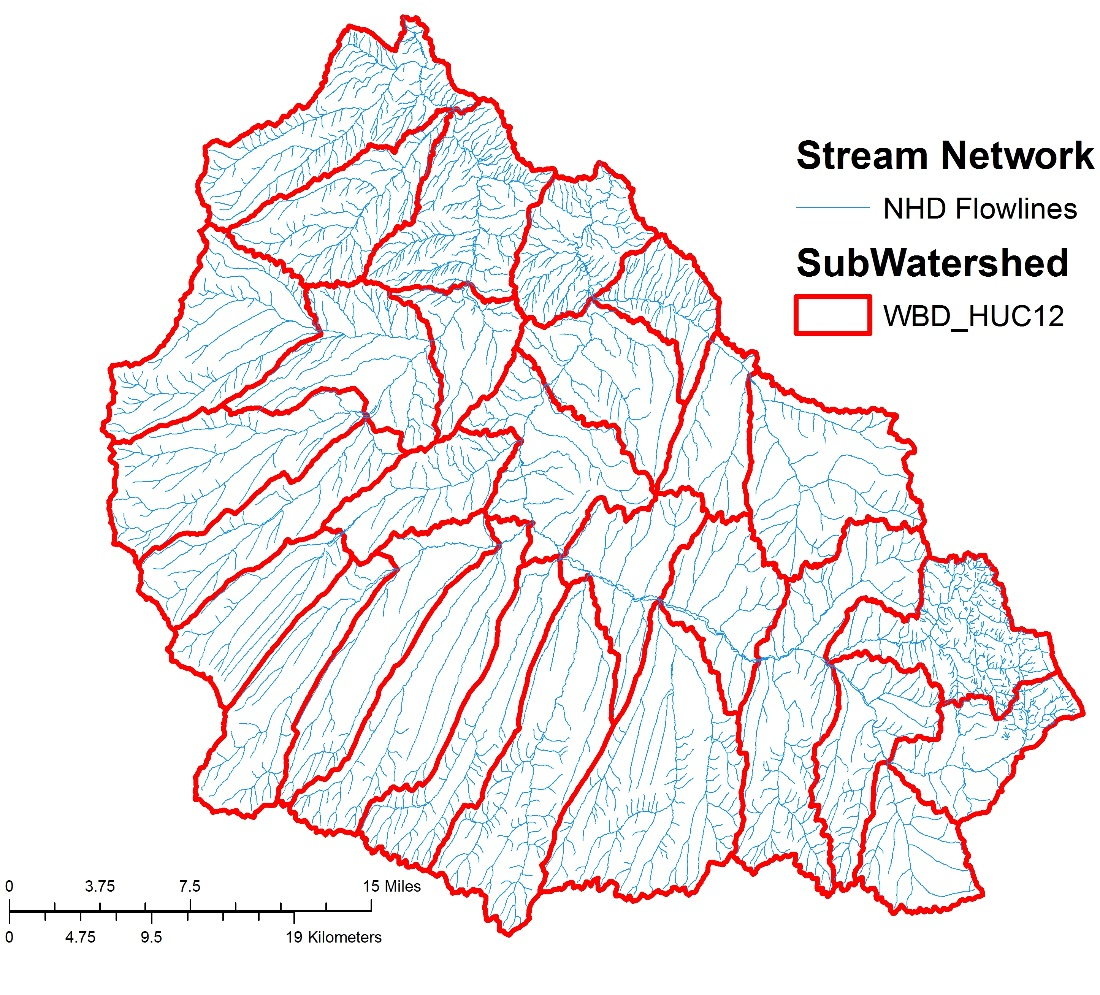 Stream Network
NHD Flowlines
SubWatershed
WBD_HUC12
0 3.75 7.5 15 Miles
0 4.75 9.5 19 Kilometers